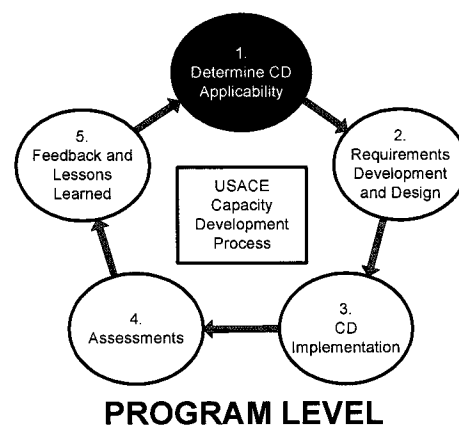 1.
Determine CD
Applicability
2.
Requirements
Development
and Design
3.
CD
Implementation
4.
Assessments
5.
Feedback and
Lessons
Learned
USACE
Capacity
Development
Process
PROGRAM LEVEL